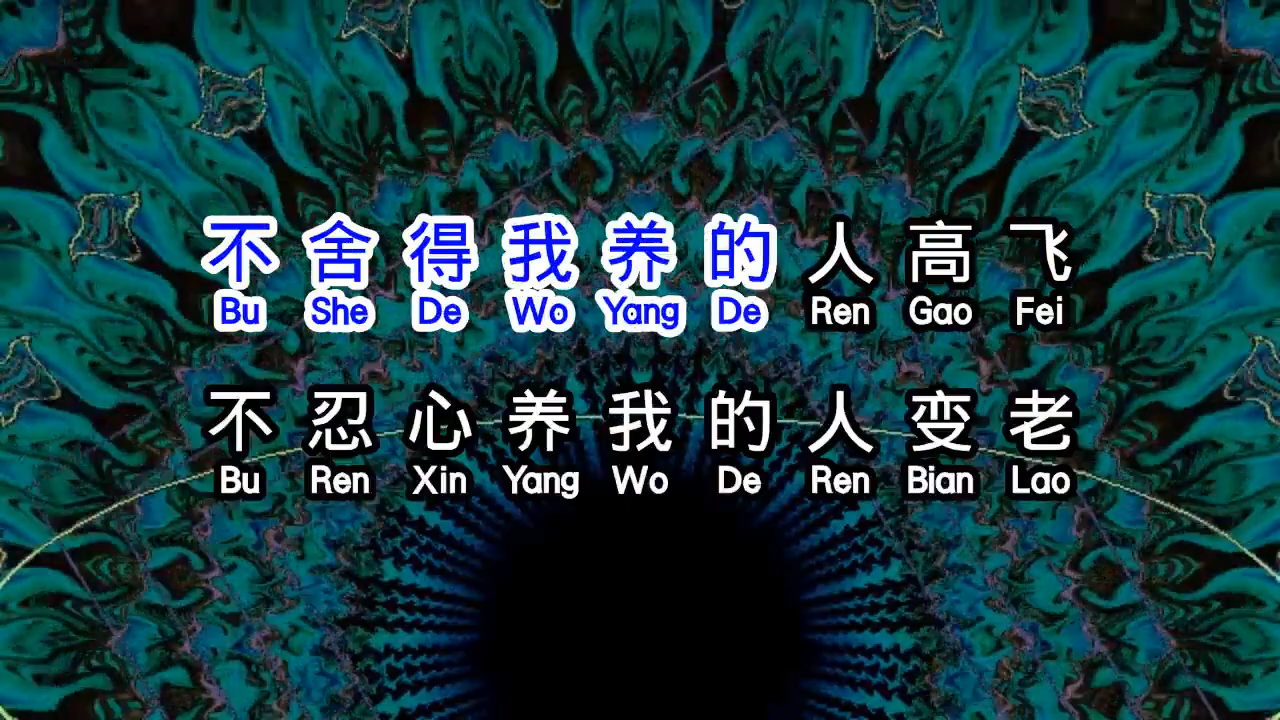 不舍得我养的人高飞
Bu She De Wo Yang De Ren Gao Fei
不忍心养我的人变老
Bu Ren Xin Yang Wo De Ren Bian Lao